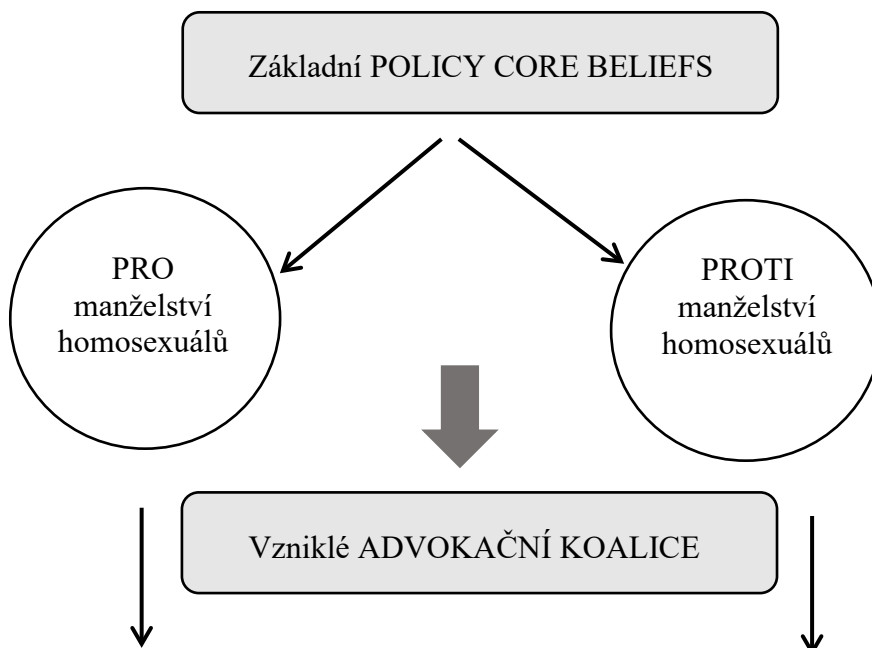 Základní POLICY CORE BELIEFS
PRO
manželství
homosexuálů
PROTI
manželství
homosexuálů
Vzniklé ADVOKAČNÍ KOALICE